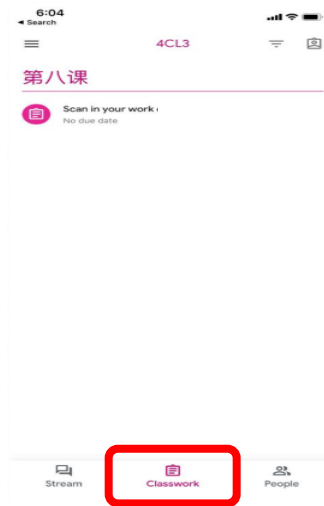 6:04
◀ Search
4CL3
第八课
Scan in your work
No due date
Stream
Classwork
People